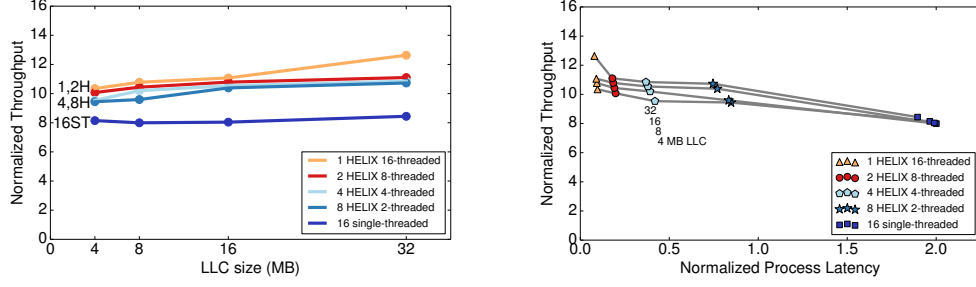 16
14
12
10
8
6
4
2
0
Normalized Throughput
1,2H
4,8H
16ST
1 HELIX 16-threaded
2 HELIX 8-threaded
4 HELIX 4-threaded
8 HELIX 2-threaded
16 single-threaded
0 4 8 16 32
LLC size (MB)
16
14
12
10
8
6
4
2
0
Normalized Throughput
32
16
8
4 MB LLC
1 HELIX 16-threaded
2 HELIX 8-threaded
4 HELIX 4-threaded
8 HELIX 2-threaded
16 single-threaded
0.0 0.5 1.0 1.5 2.0
Normalized Process Latency